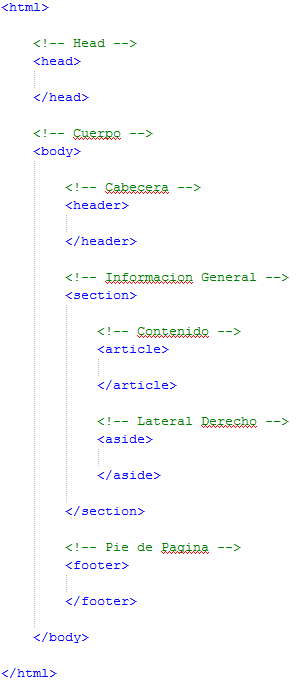 <html>
<!-- Head -->
<head>
</head>
<!-- Cuerpo -->
<body>
<!-- Cabecera -->
<header>
</header>
<!-- Informacion General -->
<section>
<!-- Contenido -->
<article>
</article>
<!-- Lateral Derecho -->
<aside>
</aside>
</section>
<!-- Pie de Pagina -->
<footer>
</footer>
</body>
</html>